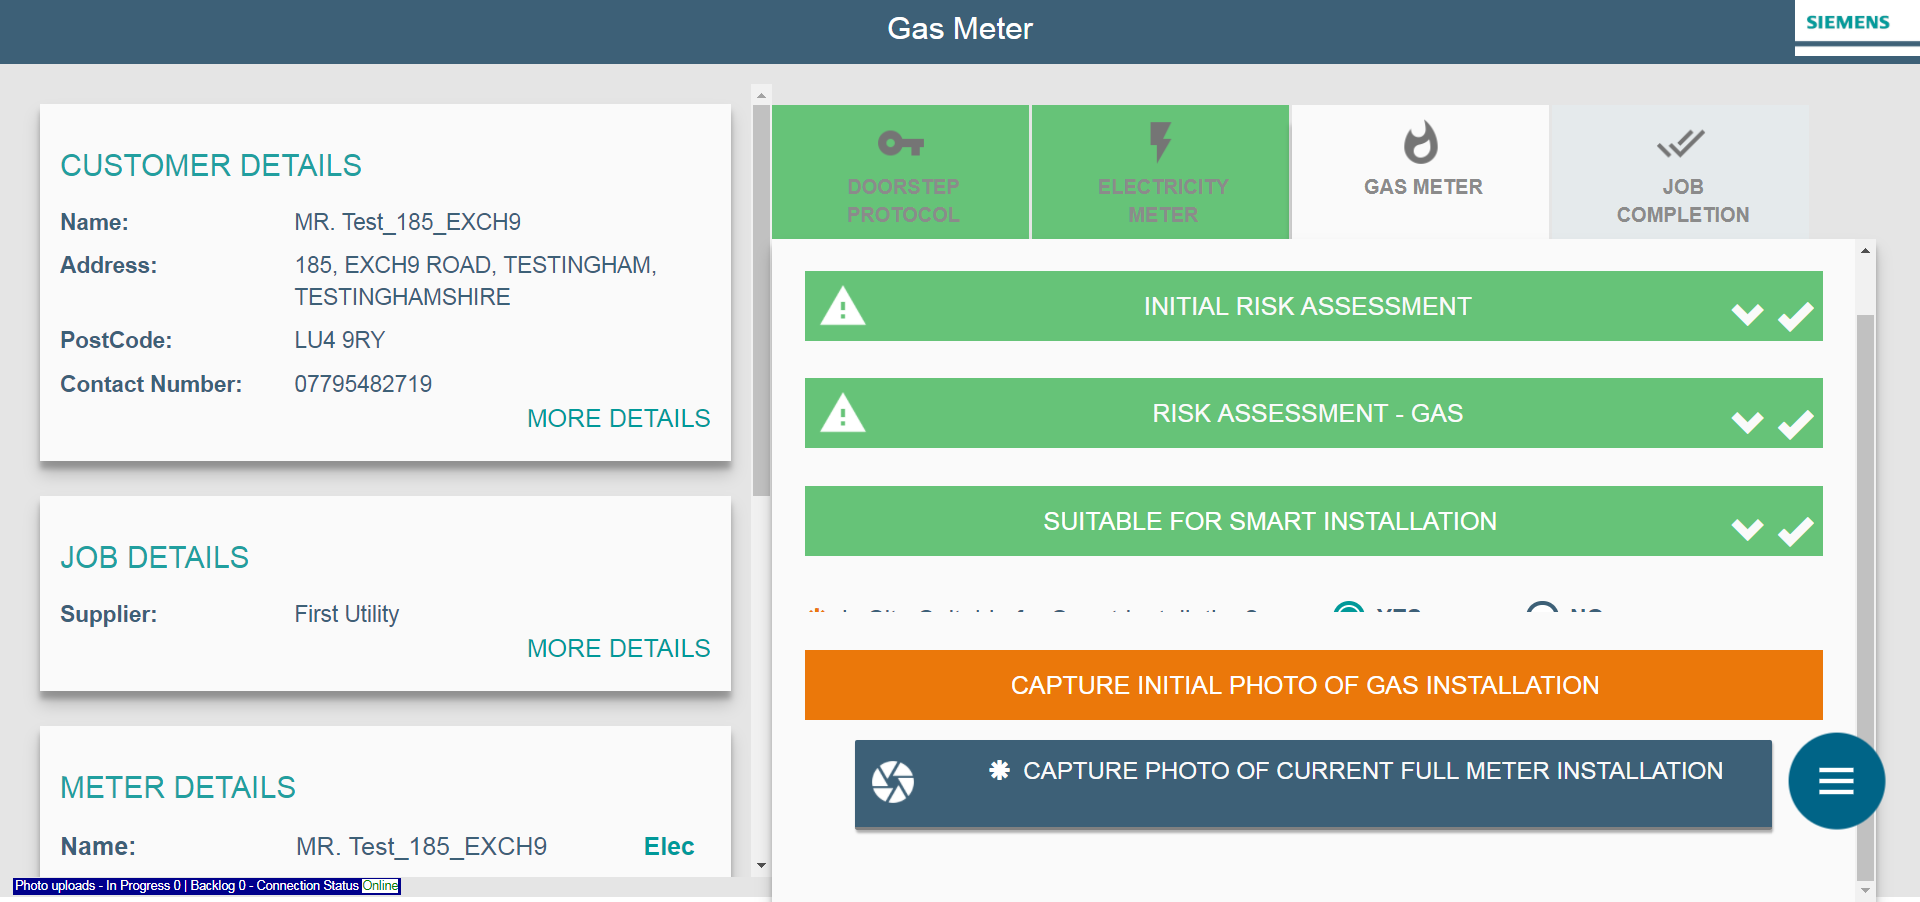 Gas Meter
SIEMENS
CUSTOMER DETAILS
Name: MR. Test_185_EXCH9
Address: 185, EXCH9 ROAD, TESTINGHAM,
TESTINGHAMSHIRE
PostCode: LU4 9RY
Contact Number: 07795482719
MORE DETAILS
JOB DETAILS
Supplier: First Utility
MORE DETAILS
METER DETAILS
Name: MR. Test_185_EXCH9 Elec
Photo uploads - In Progress 0 | Backlog 0 - Connection Status Online
DOORSTEP
PROTOCOL
ELECTRICITY
METER
GAS METER
JOB
COMPLETION
INITIAL RISK ASSESSMENT
RISK ASSESSMENT - GAS
SUITABLE FOR SMART INSTALLATION
YES NO
CAPTURE INITIAL PHOTO OF GAS INSTALLATION
✱ CAPTURE PHOTO OF CURRENT FULL METER INSTALLATION